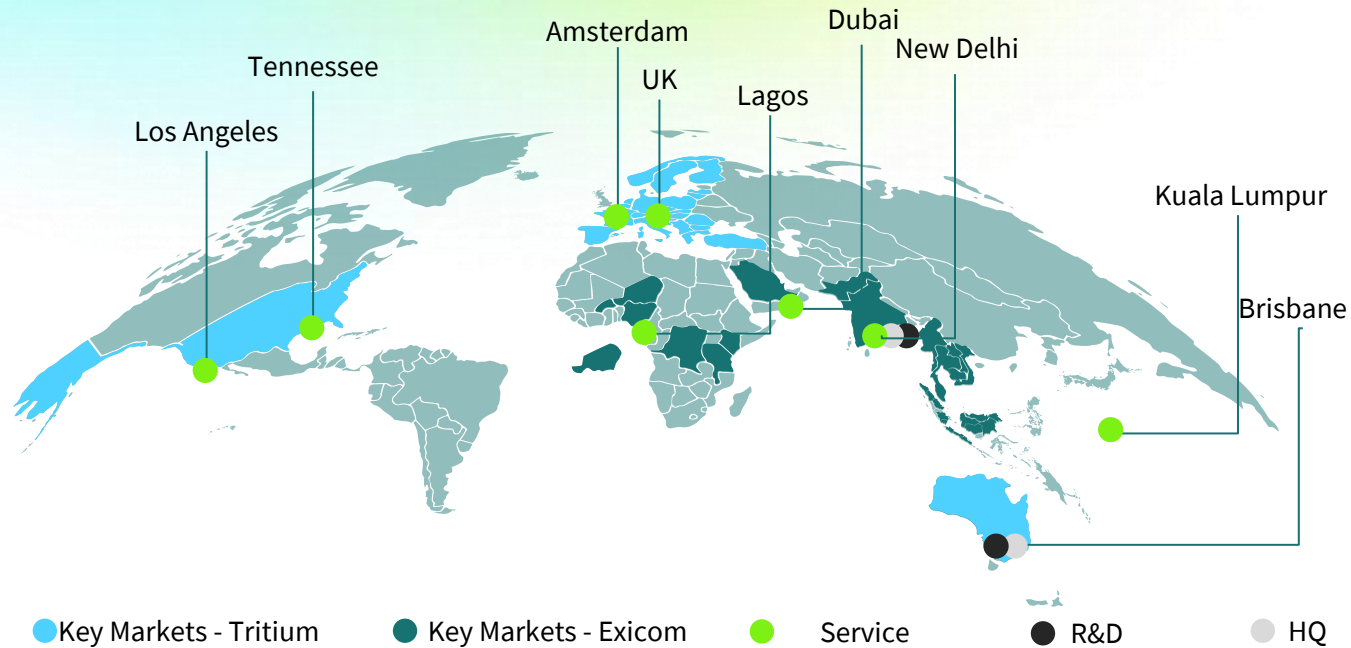 Dubai
Amsterdam
New Delhi
Tennessee
UK
Lagos
Los Angeles
Kuala Lumpur
Brisbane
Key Markets - Tritium
Key Markets - Exicom
Service
R&D
HQ